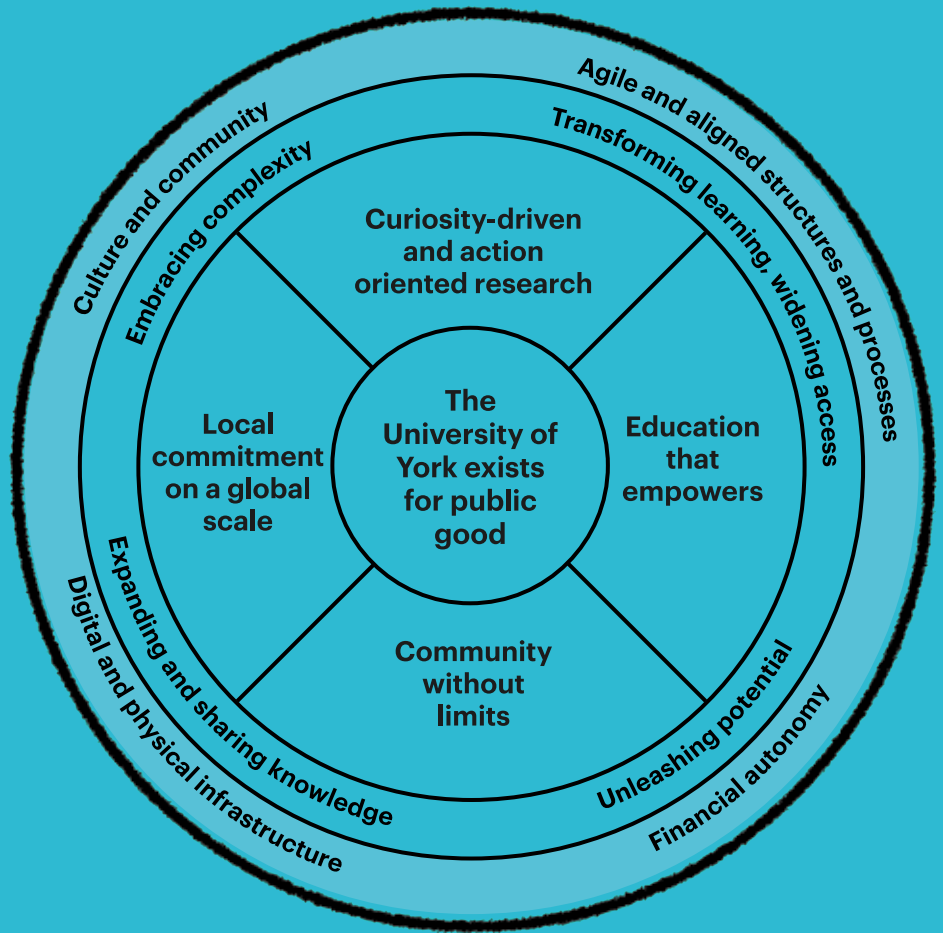 Culture and community
Agile and aligned structures and processes
Embracing complexity
Transforming learning, widening access
Curiosity-driven
and action
oriented research
Local
commitment
on a global
scale
The
University of
York exists
for public
good
Education
that
empowers
Community
without
limits
Expanding and sharing knowledge
Unleashing potential
Digital and physical infrastructure
Financial autonomy